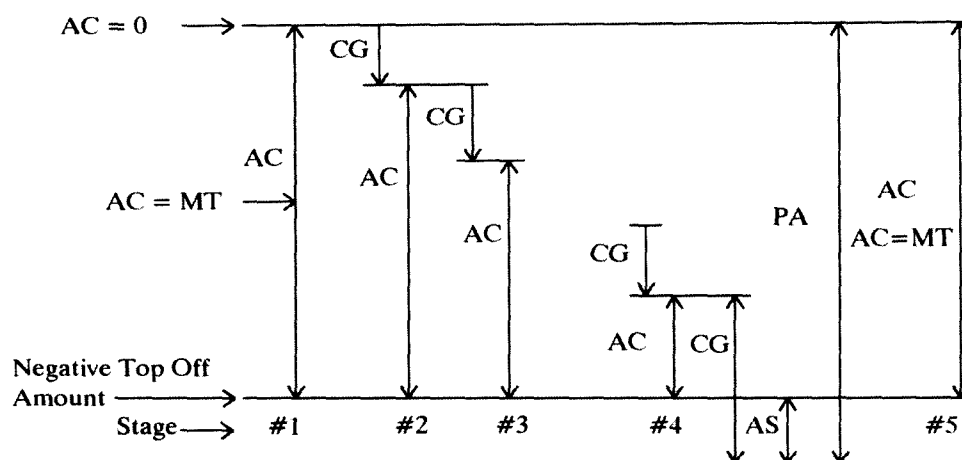 AC = 0
CG
CG
AC
AC
AC = MT
AC
PA
AC
AC=MT
CG
AC
CG
Negative Top Off
Amount
Stage
#1
#2
#3
#4
AS
#5